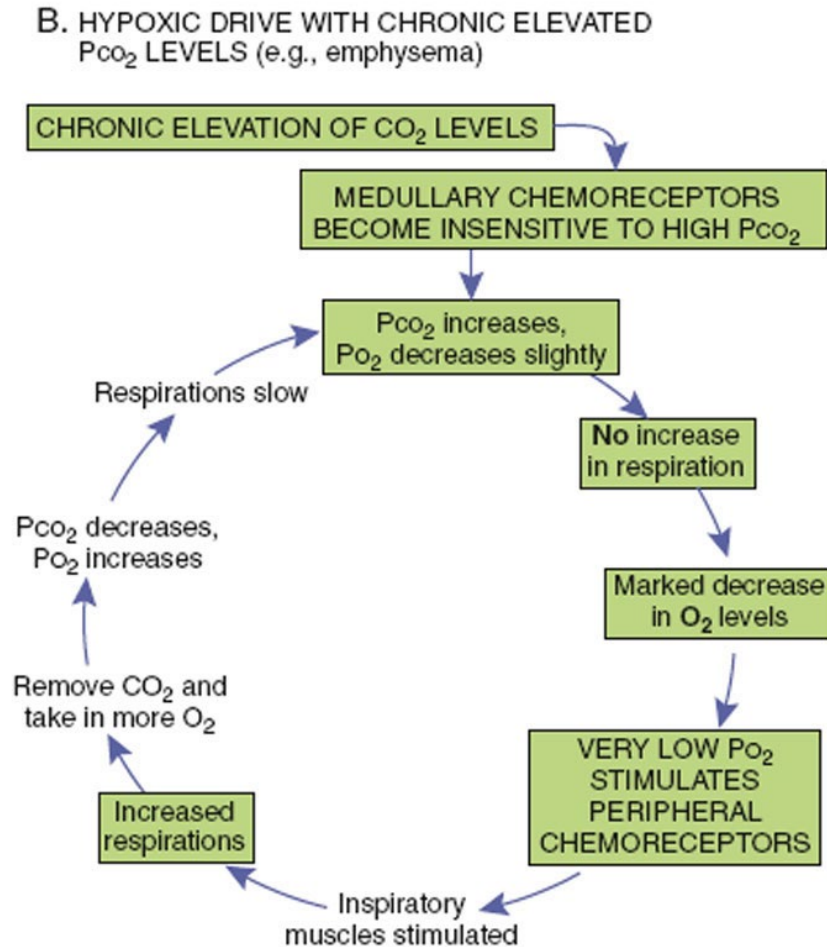 B. HYPOXIC DRIVE WITH CHRONIC ELEVATED
Pco₂ LEVELS (e.g., emphysema)
CHRONIC ELEVATION OF CO₂ LEVELS
MEDULLARY CHEMORECEPTORS
BECOME INSENSITIVE TO HIGH Pco₂
Pco₂ increases,
Po₂ decreases slightly
No increase
in respiration
Marked decrease
in O₂ levels
VERY LOW Po₂
STIMULATES
PERIPHERAL
CHEMORECEPTORS
Inspiratory
muscles stimulated
Increased
respirations
Remove CO₂ and
take in more O₂
Pco₂ decreases,
Po₂ increases
Respirations slow